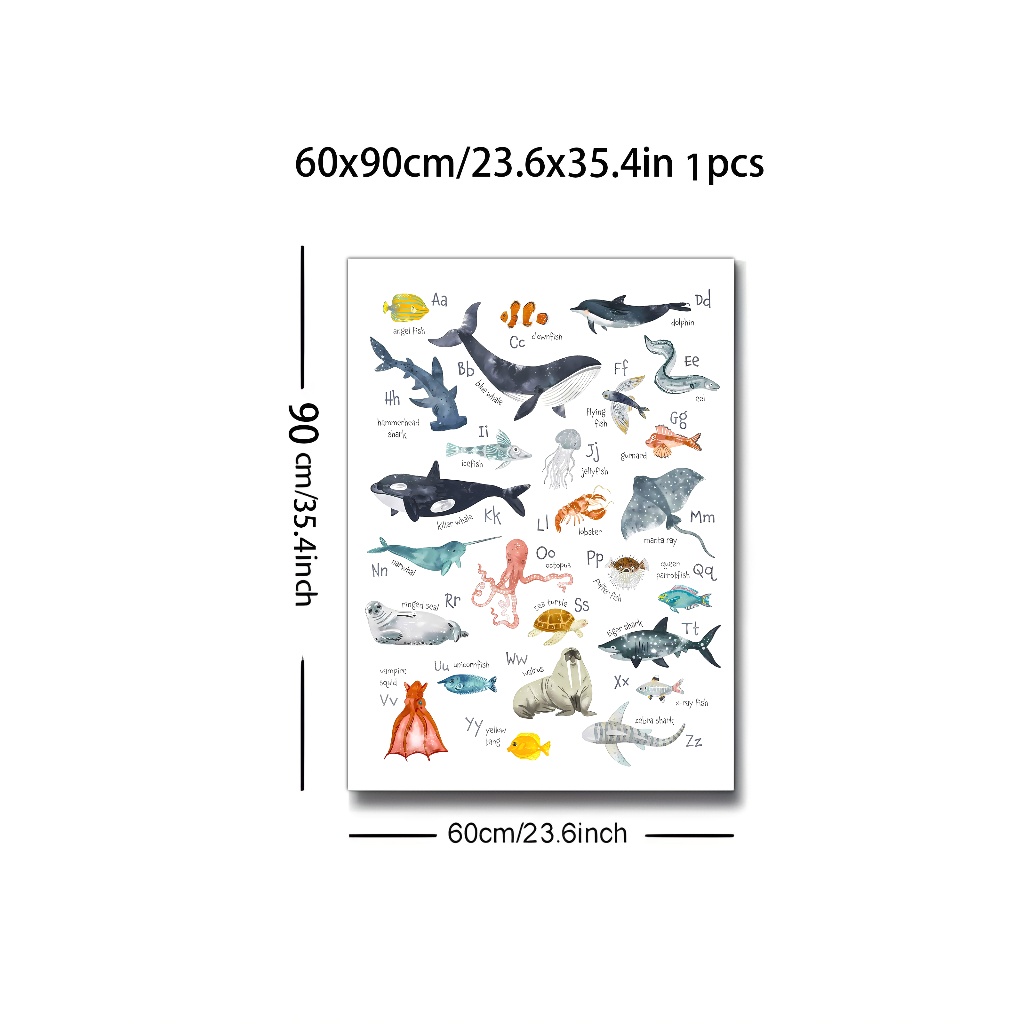 60x90cm/23.6x35.4in 1pcs
90 cm/35.4inch
Aa
angel fish
Cc
clownfish
Dd
dolphin
Bb
blue whale
Ee
eel
Ff
flying
fish
Hh
hammerhead
shark
Gg
gurnard
Ii
icefish
Jj
jellyfish
Kk
killer whale
Ll
lobster
Mm
manta ray
Nn
narwhal
Oo
octopus
Pp
puffer fish
queen
parrotfish
Qq
Rr
ringed seal
Ss
sea turtle
Tt
tiger shark
Uu
unicornfish
vampire
squid
Vv
Ww
walrus
Xx
x-ray fish
Yy
yellow
tang
zebra shark
Zz
60cm/23.6inch